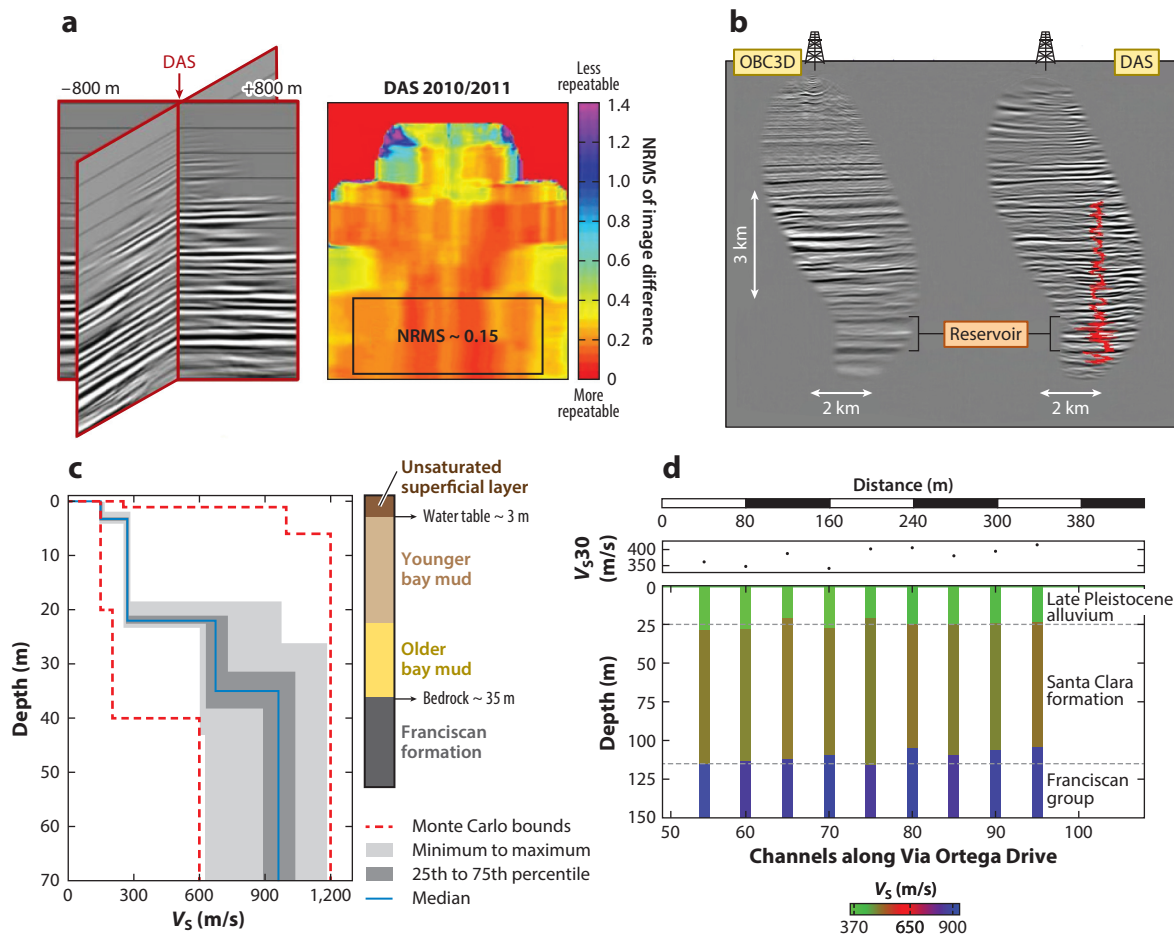 a
DAS
−800 m
+800 m
DAS 2010/2011
Less
repeatable
1.4
1.2
1.0
0.8
0.6
0.4
0.2
0
More
repeatable
NRMS of image difference
NRMS ~ 0.15
b
OBC3D
DAS
3 km
Reservoir
2 km
2 km
c
0
10
20
30
40
50
60
70
Depth (m)
0
300
600
900
1,200
VS (m/s)
Unsaturated
superficial layer
Water table ~ 3 m
Younger
bay mud
Older
bay mud
Bedrock ~ 35 m
Franciscan
formation
Monte Carlo bounds
Minimum to maximum
25th to 75th percentile
Median
d
Distance (m)
0
80
160
240
300
380
VS30
(m/s)
400
350
0
25
50
75
100
125
150
Depth (m)
Late Pleistocene
alluvium
Santa Clara
formation
Franciscan
group
50
60
70
80
90
100
Channels along Via Ortega Drive
VS (m/s)
370
650
900